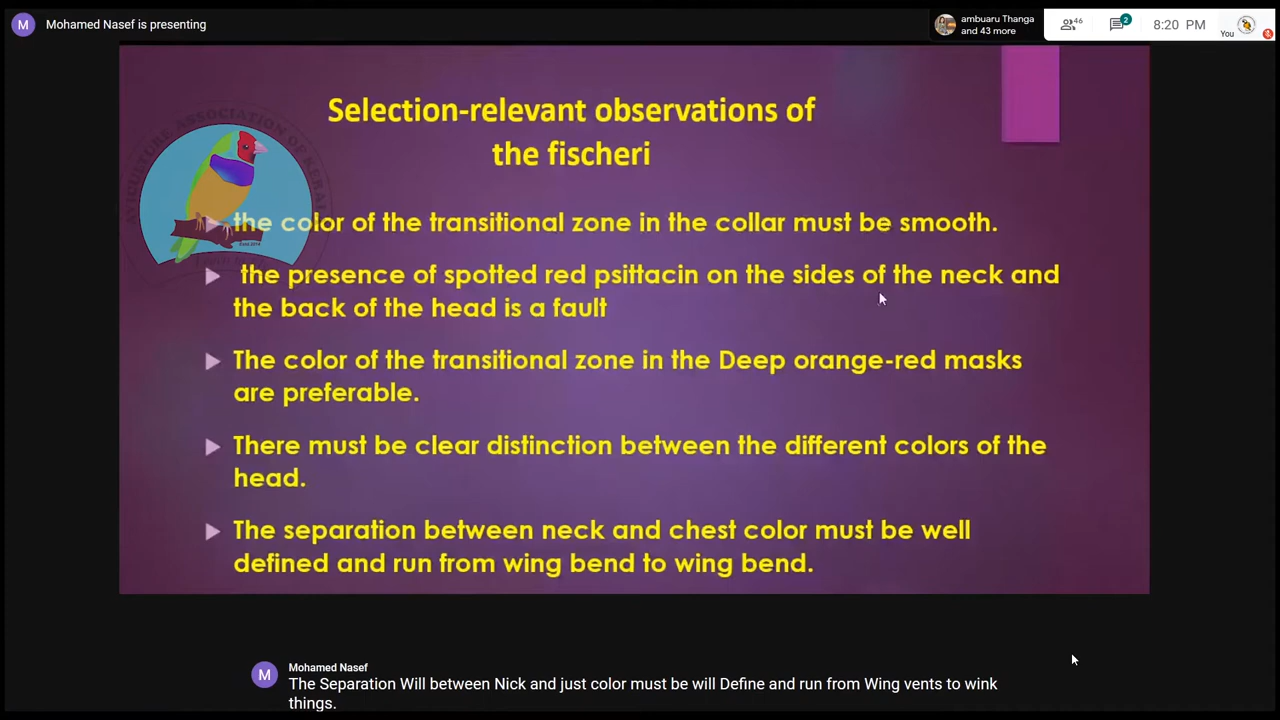 M
Mohamed Nasef is presenting
ambuaru Thanga
and 43 more
46
2
8:20 PM
You
Selection-relevant observations of
the fischeri
AVICULTURE ASSOCIATION OF KERALA
the color of the transitional zone in the collar must be smooth.
the presence of spotted red psittacin on the sides of the neck and
the back of the head is a fault
The color of the transitional zone in the Deep orange-red masks
are preferable.
There must be clear distinction between the different colors of the
head.
The separation between neck and chest color must be well
defined and run from wing bend to wing bend.
M
Mohamed Nasef
The Separation Will between Nick and just color must be will Define and run from Wing vents to wink
things.